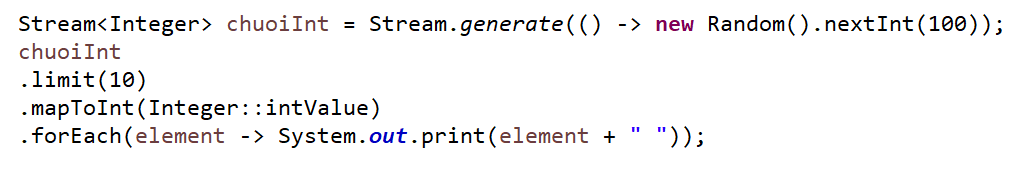 Stream<Integer> chuoiInt = Stream.generate(() -> new Random().nextInt(100));
chuoiInt
.limit(10)
.mapToInt(Integer::intValue)
.forEach(element -> System.out.print(element + " "));